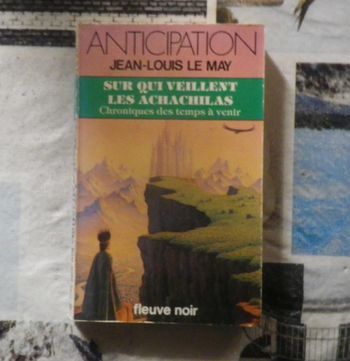 ANTICIPATION
JEAN-LOUIS LE MAY
SUR QUI VEILLENT
LES ACHACHILAS
Chroniques des temps à venir
fleuve noir